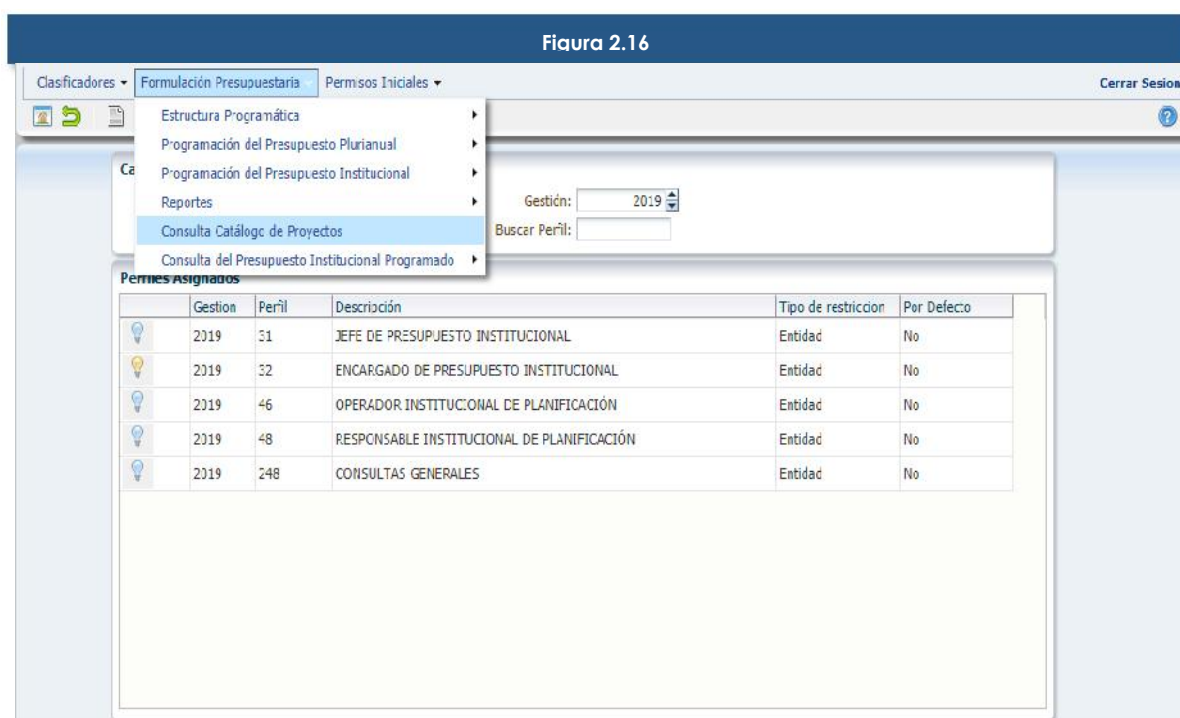 Figura 2.16
Clasificadores Formulación Presupuestaria Permisos Iniciales Cerrar Sesion
Estructura Programática
Programación del Presupuesto Plurianual
Programación del Presupuesto Institucional
Reportes
Consulta Catálogo de Proyectos
Consulta del Presupuesto Institucional Programado
Ca
Gestión: 2019
Buscar Perfil:
Perfiles Asignados
Gestion Perfil Descripción Tipo de restriccion Por Defecto
2019 31 JEFE DE PRESUPUESTO INSTITUCIONAL Entidad No
2019 32 ENCARGADO DE PRESUPUESTO INSTITUCIONAL Entidad No
2019 46 OPERADOR INSTITUCIONAL DE PLANIFICACIÓN Entidad No
2019 48 RESPONSABLE INSTITUCIONAL DE PLANIFICACIÓN Entidad No
2019 248 CONSULTAS GENERALES Entidad No